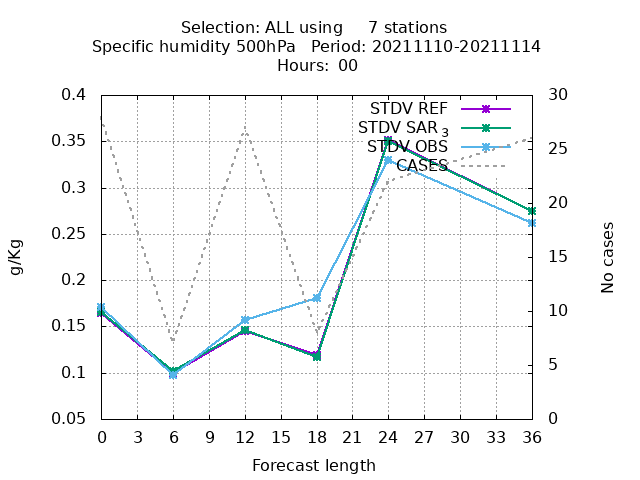 Selection: ALL using 7 stations
Specific humidity 500hPa Period: 20211110-20211114
Hours: 00
0.4
0.35
0.3
0.25
0.2
0.15
0.1
0.05
g/Kg
STDV REF
STDV SAR 3
STDV OBS
CASES
30
25
20
15
10
5
0
No cases
0 3 6 9 12 15 18 21 24 27 30 33 36
Forecast length